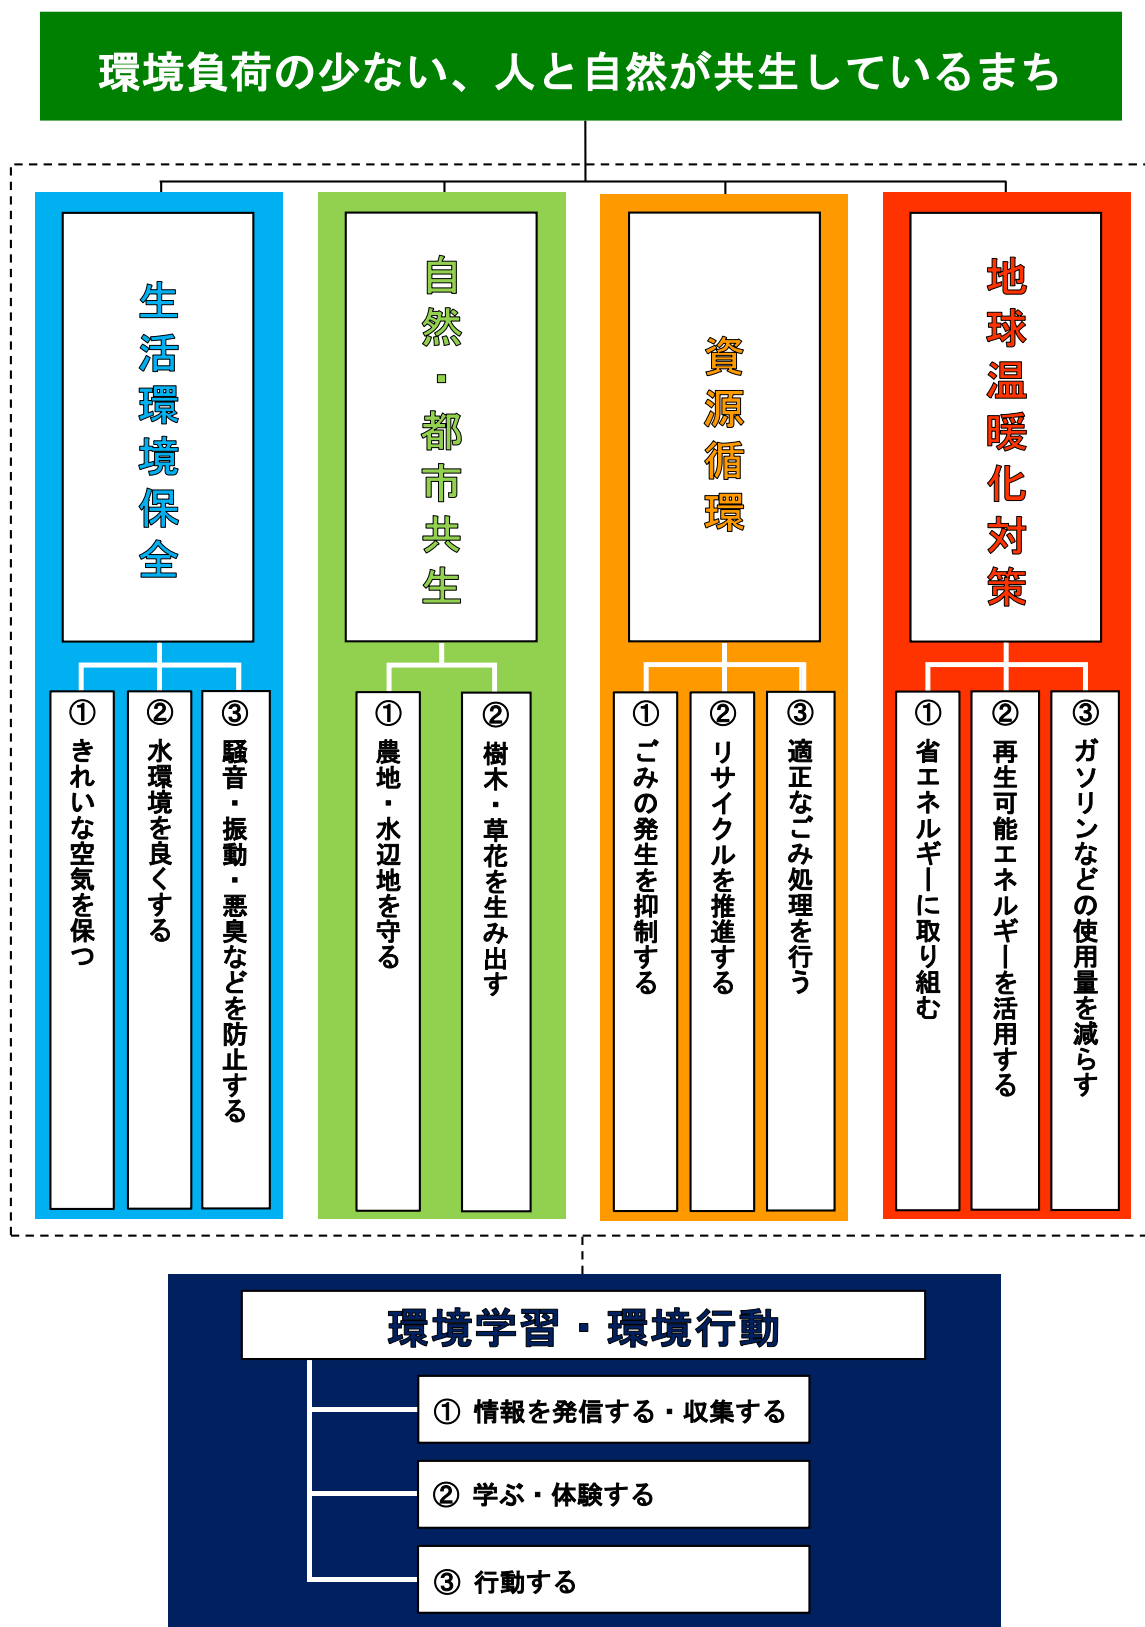 環境負荷の少ない、人と自然が共生しているまち
生活環境保全
① きれいな空気を保つ
② 水環境を良くする
③ 騒音・振動・悪臭などを防止する
自然・都市共生
① 農地・水辺地を守る
② 樹木・草花を生み出す
資源循環
① ごみの発生を抑制する
② リサイクルを推進する
③ 適正なごみ処理を行う
地球温暖化対策
① 省エネルギーに取り組む
② 再生可能エネルギーを活用する
③ ガソリンなどの使用量を減らす
環境学習・環境行動
① 情報を発信する・収集する
② 学ぶ・体験する
③ 行動する